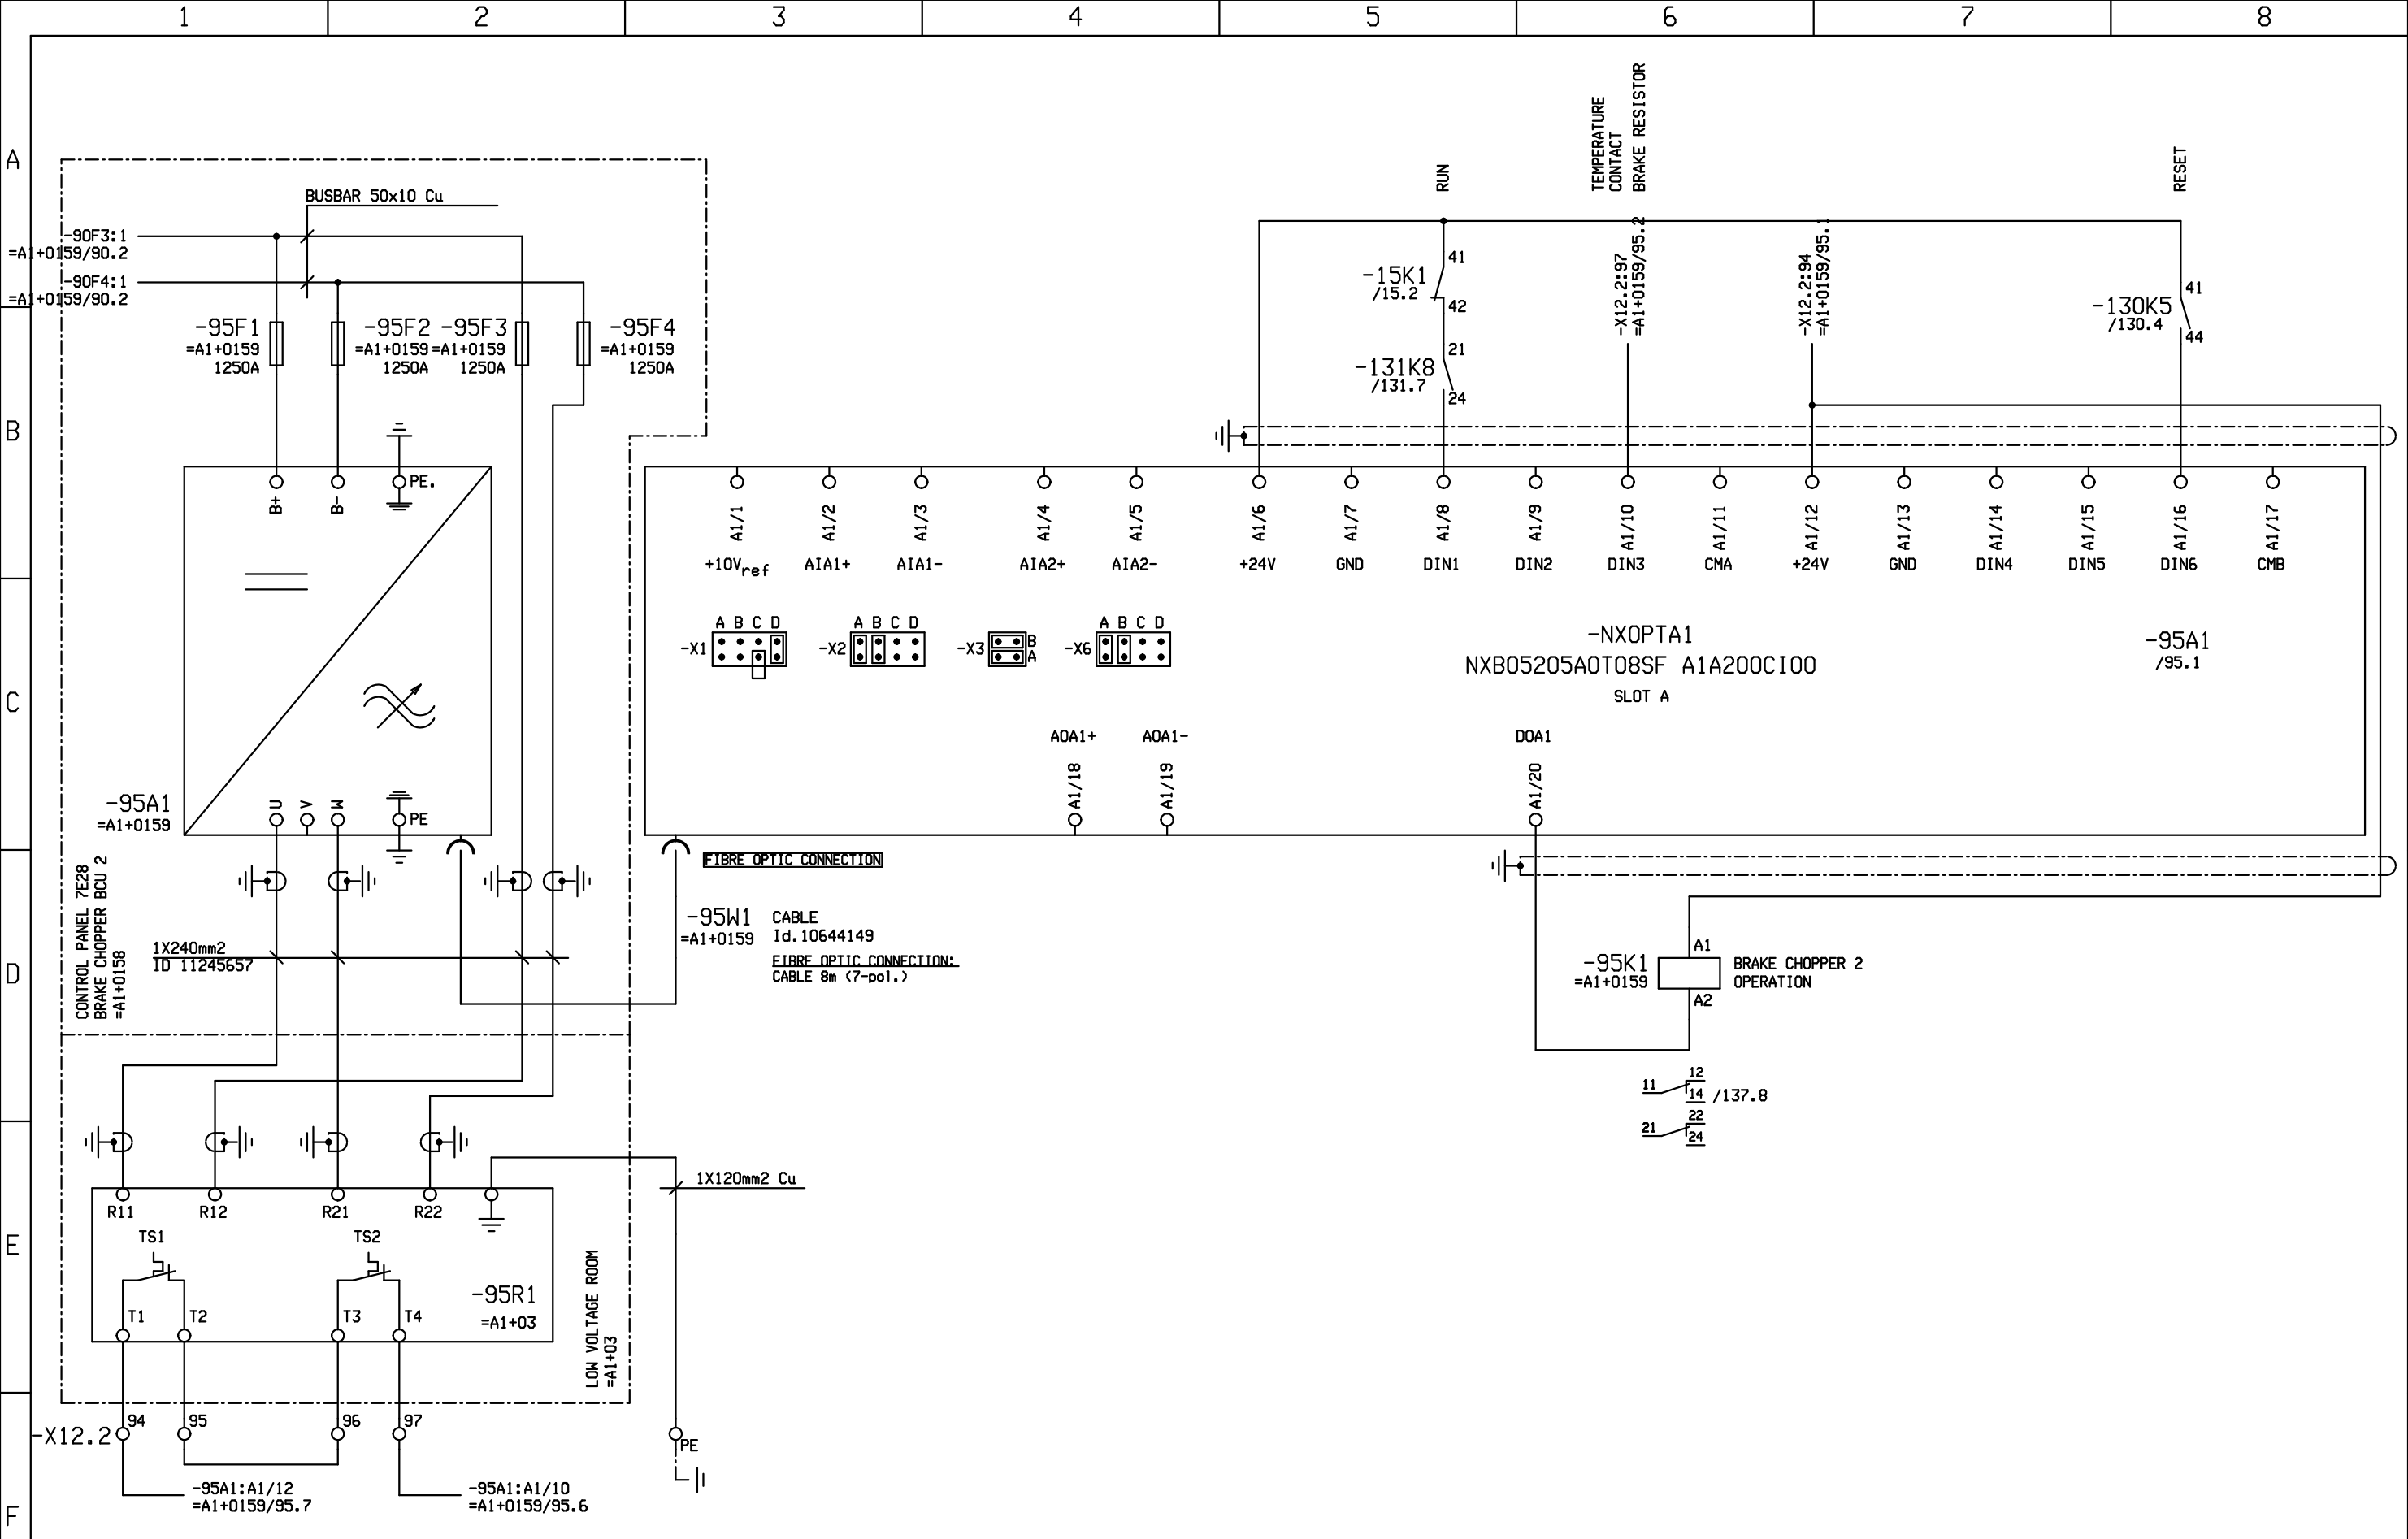 1 2 3 4 5 6 7 8
A
B
C
D
E
F
BUSBAR 50x10 Cu
-90F3:1
=A1+0159/90.2
-90F4:1
=A1+0159/90.2
-95F1
=A1+0159
1250A
-95F2
=A1+0159
1250A
-95F3
=A1+0159
1250A
-95F4
=A1+0159
1250A
B+
B-
PE.
-95A1
=A1+0159
U
V
W
PE
CONTROL PANEL 7E28
BRAKE CHOPPER BCU 2
=A1+0158
1X240mm2
ID 11245657
R11
R12
R21
R22
TS1
TS2
T1
T2
T3
T4
-95R1
=A1+03
LOW VOLTAGE ROOM
=A1+03
-X12.2
94
95
96
97
-95A1:A1/12
=A1+0159/95.7
-95A1:A1/10
=A1+0159/95.6
1X120mm2 Cu
PE
FIBRE OPTIC CONNECTION
-95W1
=A1+0159
CABLE
Id.10644149
FIBRE OPTIC CONNECTION:
CABLE 8m (7-pol.)
RUN
TEMPERATURE
CONTACT
BRAKE RESISTOR
RESET
-15K1
/15.2
41
42
-131K8
/131.7
21
24
-X12.2:97
=A1+0159/95.2
-X12.2:94
=A1+0159/95.1
-130K5
/130.4
41
44
A1/1
A1/2
A1/3
A1/4
A1/5
A1/6
A1/7
A1/8
A1/9
A1/10
A1/11
A1/12
A1/13
A1/14
A1/15
A1/16
A1/17
+10Vref
AIA1+
AIA1-
AIA2+
AIA2-
+24V
GND
DIN1
DIN2
DIN3
CMA
+24V
GND
DIN4
DIN5
DIN6
CMB
-X1
A B C D
-X2
A B C D
-X3
B
A
-X6
A B C D
-NXOPTA1
NXB05205A0T08SF A1A200CI00
SLOT A
-95A1
/95.1
AOA1+
AOA1-
DOA1
A1/18
A1/19
A1/20
-95K1
=A1+0159
A1
A2
BRAKE CHOPPER 2
OPERATION
11
12
14
/137.8
21
22
24